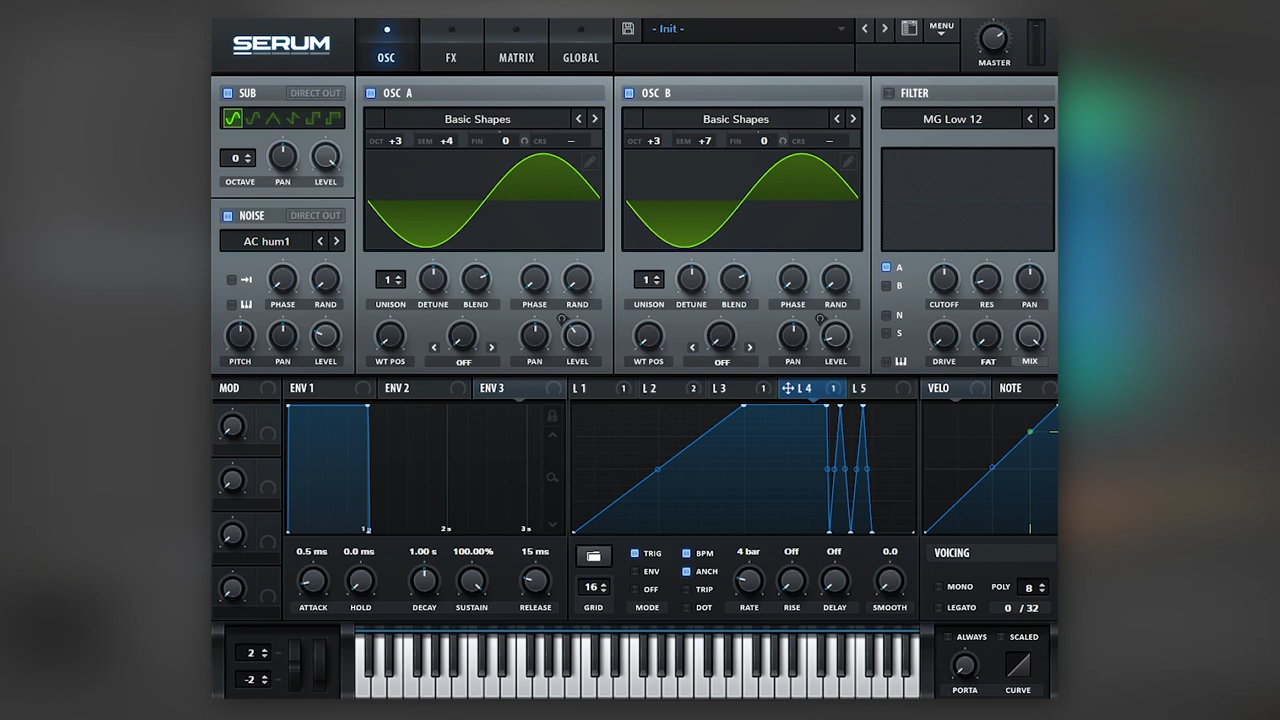 SERUM
OSC FX MATRIX GLOBAL
- Init -
MENU
MASTER
SUB DIRECT OUT
0
OCTAVE PAN LEVEL
NOISE DIRECT OUT
AC hum1
PHASE RAND
PITCH PAN LEVEL
OSC A
Basic Shapes
OCT +3 SEM +4 FIN 0 CRS –
1
UNISON DETUNE BLEND PHASE RAND
WT POS OFF PAN LEVEL
OSC B
Basic Shapes
OCT +3 SEM +7 FIN 0 CRS –
1
UNISON DETUNE BLEND PHASE RAND
WT POS OFF PAN LEVEL
FILTER
MG Low 12
A
B
N
S
CUTOFF RES PAN
DRIVE FAT MIX
MOD ENV 1 ENV 2 ENV 3 L 1 1 L 2 2 L 3 1 L 4 1 L 5 VELO NOTE
2 s 3 s
0.5 ms 0.0 ms 1.00 s 100.00% 15 ms
ATTACK HOLD DECAY SUSTAIN RELEASE
16
GRID
TRIG
ENV
OFF
MODE
BPM
ANCH
TRIP
DOT
4 bar Off Off 0.0
RATE RISE DELAY SMOOTH
VOICING
MONO POLY 8
LEGATO 0 / 32
2
-2
ALWAYS SCALED
PORTA CURVE